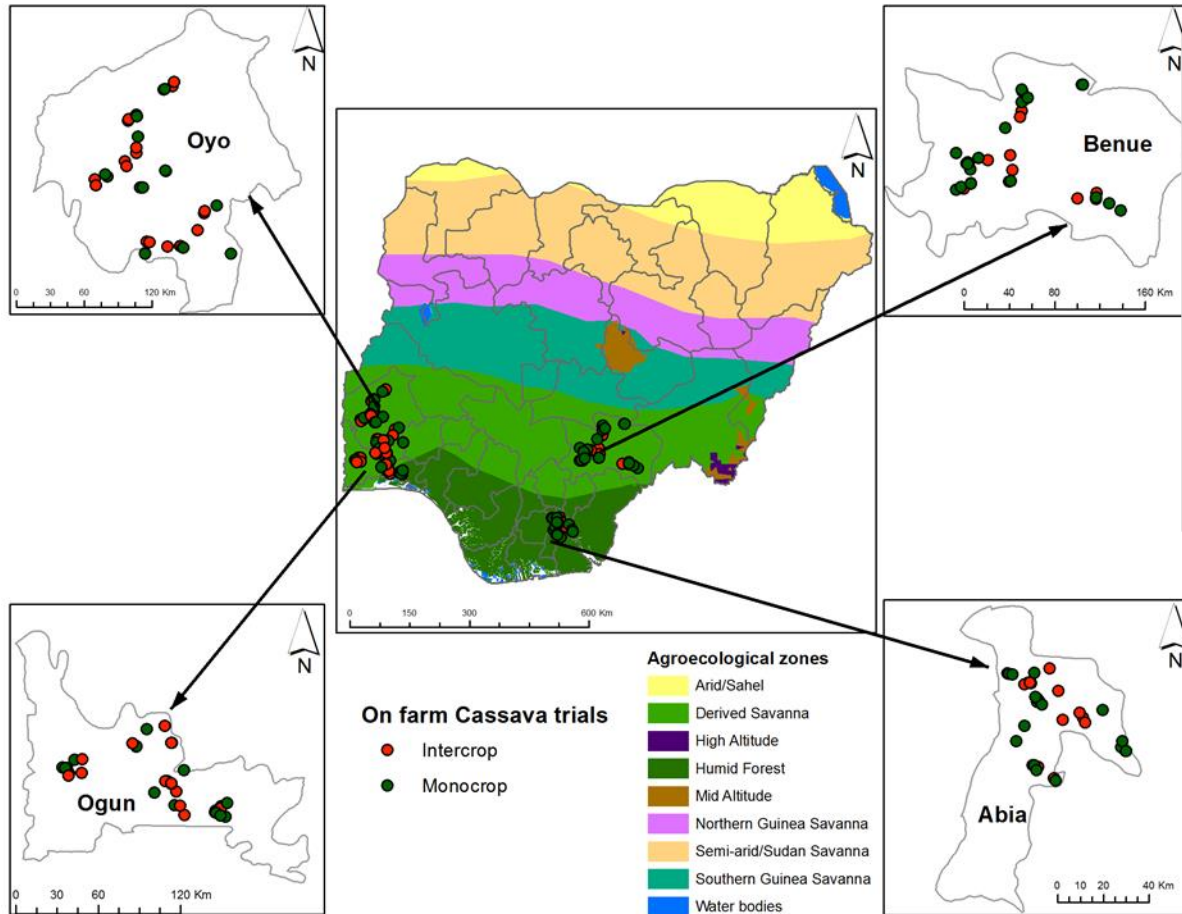 N
Oyo
0 30 60 120 Km
N
Benue
0 40 80 160 Km
N
0 150 300 600 Km
N
Ogun
0 30 60 120 Km
On farm Cassava trials
Intercrop
Monocrop
Agroecological zones
Arid/Sahel
Derived Savanna
High Altitude
Humid Forest
Mid Altitude
Northern Guinea Savanna
Semi-arid/Sudan Savanna
Southern Guinea Savanna
Water bodies
N
Abia
0 10 20 40 Km